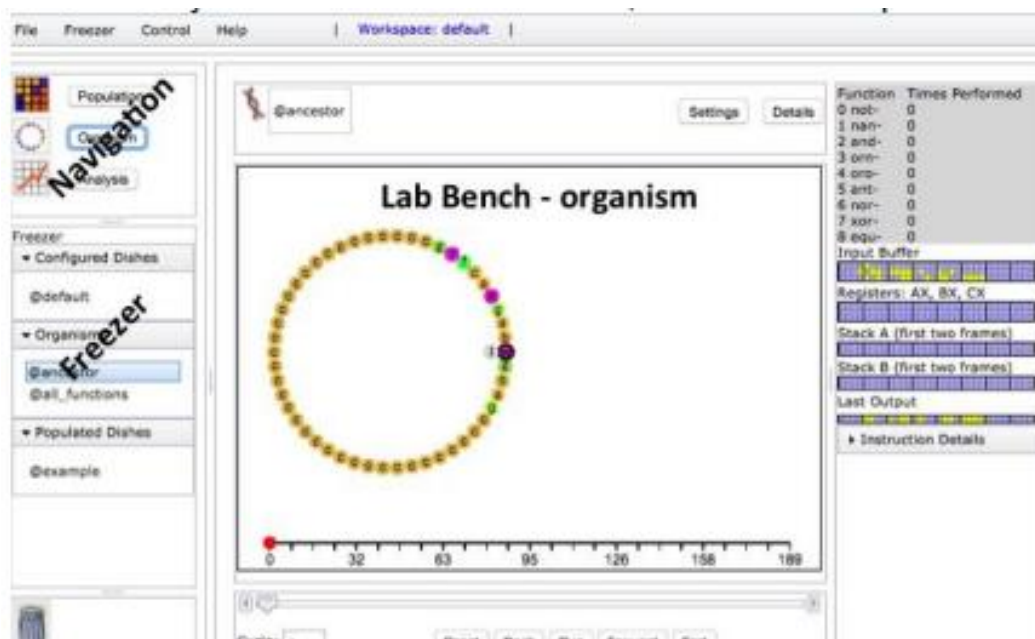 File Freezer Control Help | Workspace: default |
Population
Organism
Analysis
Navigation
Freezer
Configured Dishes
@default
Organisms
@ancestor
@all_functions
Freezer
Populated Dishes
@example
@ancestor
Settings Details
Lab Bench - organism
0 32 63 95 126 158 189
Function Times Performed
0 not- 0
1 nan- 0
2 and- 0
3 orn- 0
4 oro- 0
5 ant- 0
6 nor- 0
7 xor- 0
8 equ- 0
Input Buffer
Registers: AX, BX, CX
Stack A (first two frames)
Stack B (first two frames)
Last Output
Instruction Details